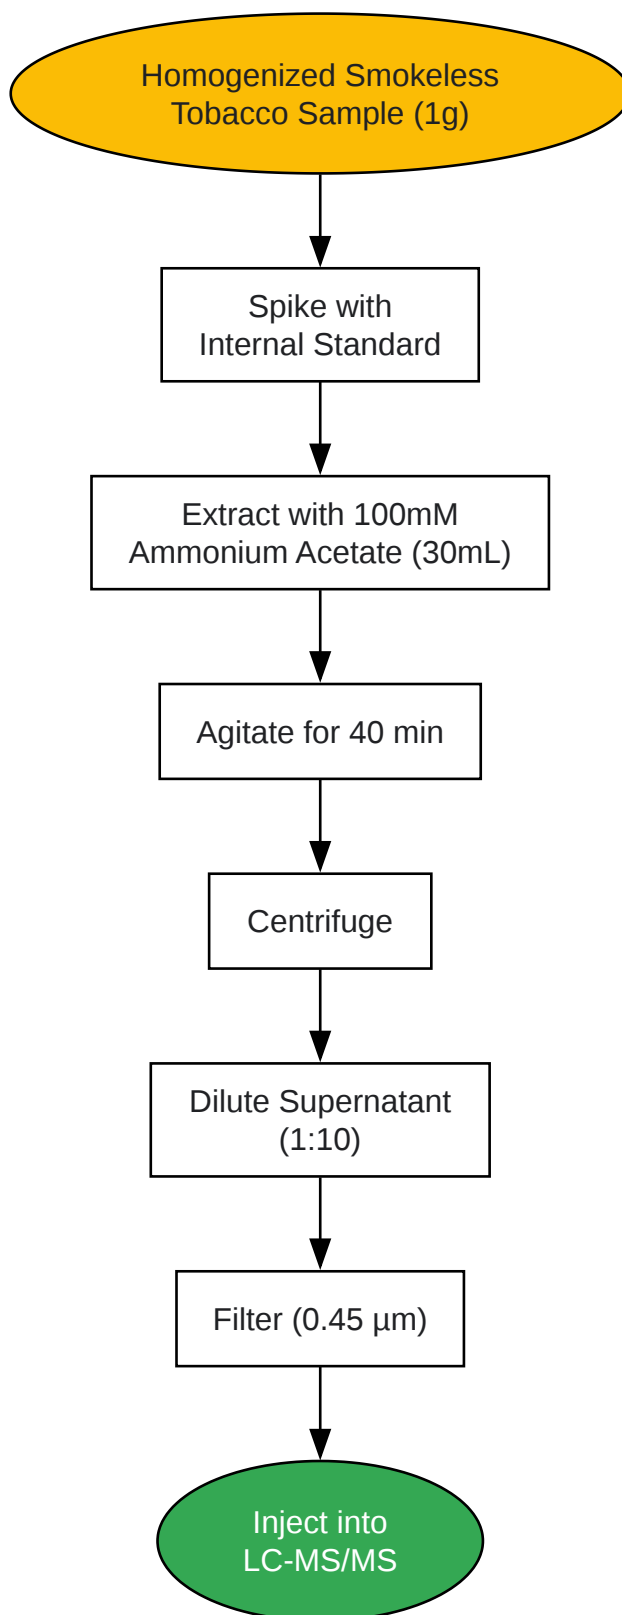 Homogenized Smokeless
Tobacco Sample (1g)
Spike with
Internal Standard
Extract with 100mM
Ammonium Acetate (30mL)
Agitate for 40 min
Centrifuge
Dilute Supernatant
(1:10)
Filter (0.45 µm)
Inject into
LC-MS/MS